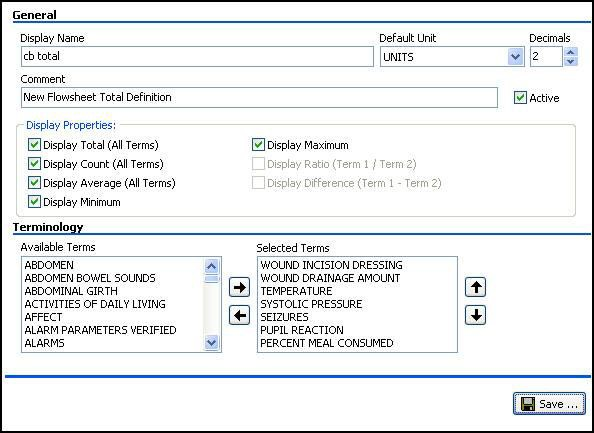 General
Display Name Default Unit Decimals
cb total UNITS 2
Comment
New Flowsheet Total Definition Active
Display Properties:
Display Total (All Terms) Display Maximum
Display Count (All Terms) Display Ratio (Term 1 / Term 2)
Display Average (All Terms) Display Difference (Term 1 - Term 2)
Display Minimum
Terminology
Available Terms Selected Terms
ABDOMEN WOUND INCISION DRESSING
ABDOMEN BOWEL SOUNDS WOUND DRAINAGE AMOUNT
ABDOMINAL GIRTH TEMPERATURE
ACTIVITIES OF DAILY LIVING SYSTOLIC PRESSURE
AFFECT SEIZURES
ALARM PARAMETERS VERIFIED PUPIL REACTION
ALARMS PERCENT MEAL CONSUMED
Save ...